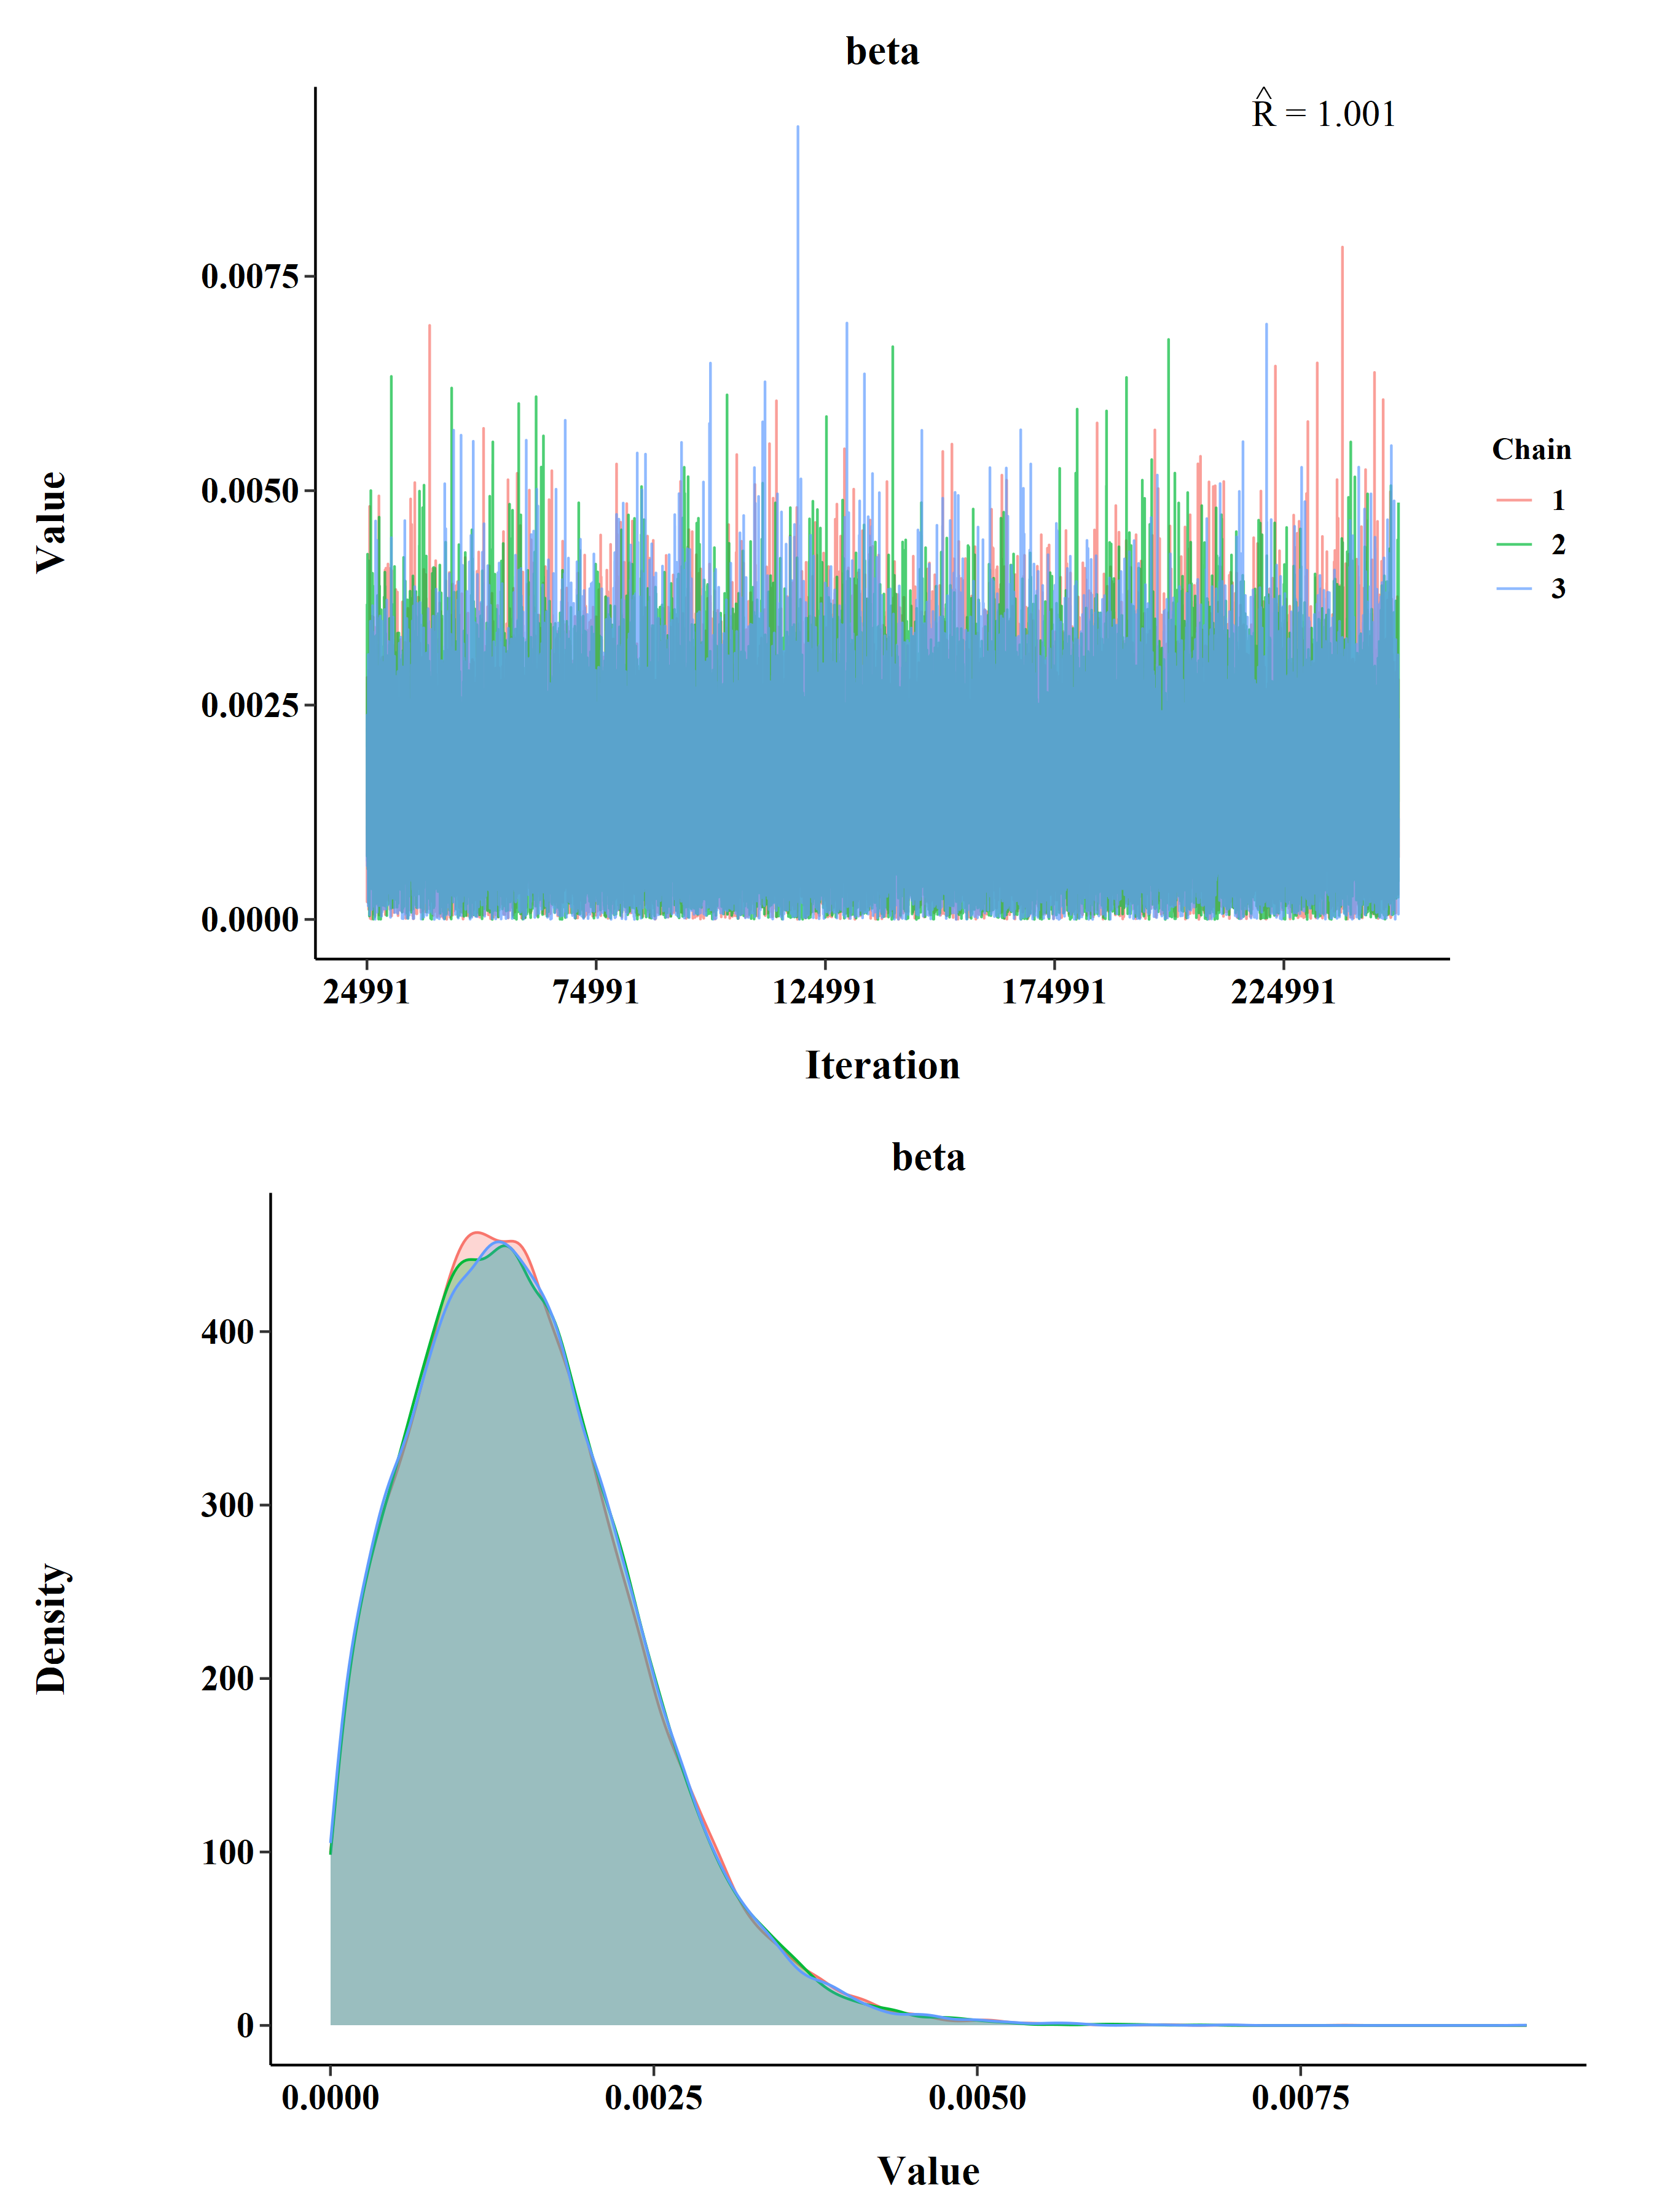 beta
R̂ = 1.001
0.0075
0.0050
0.0025
0.0000
Value
24991 74991 124991 174991 224991
Iteration
Chain
1
2
3
beta
400
300
200
100
0
Density
0.0000 0.0025 0.0050 0.0075
Value